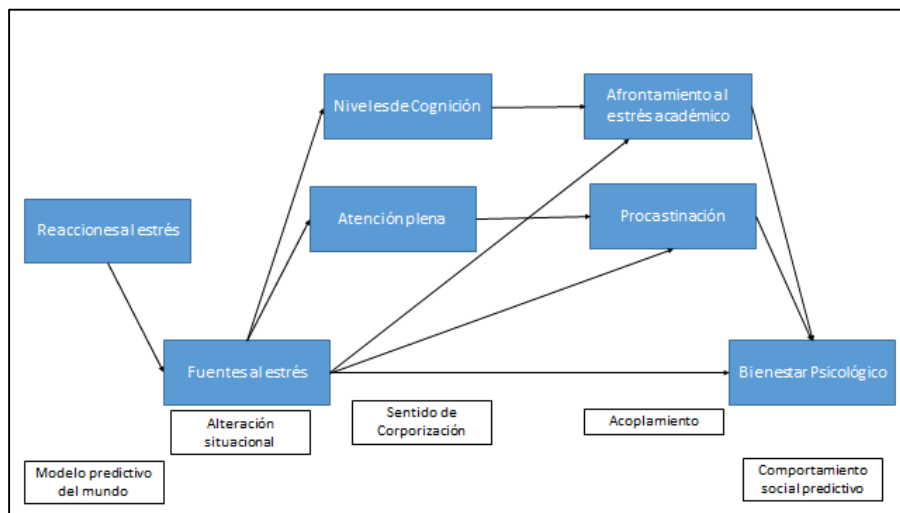 Niveles de Cognición
Afrontamiento al
estrés académico
Atención plena
Procastinación
Reacciones al estrés
Fuentes al estrés
Bienestar Psicológico
Alteración
situacional
Sentido de
Corporización
Acoplamiento
Modelo predictivo
del mundo
Comportamiento
social predictivo